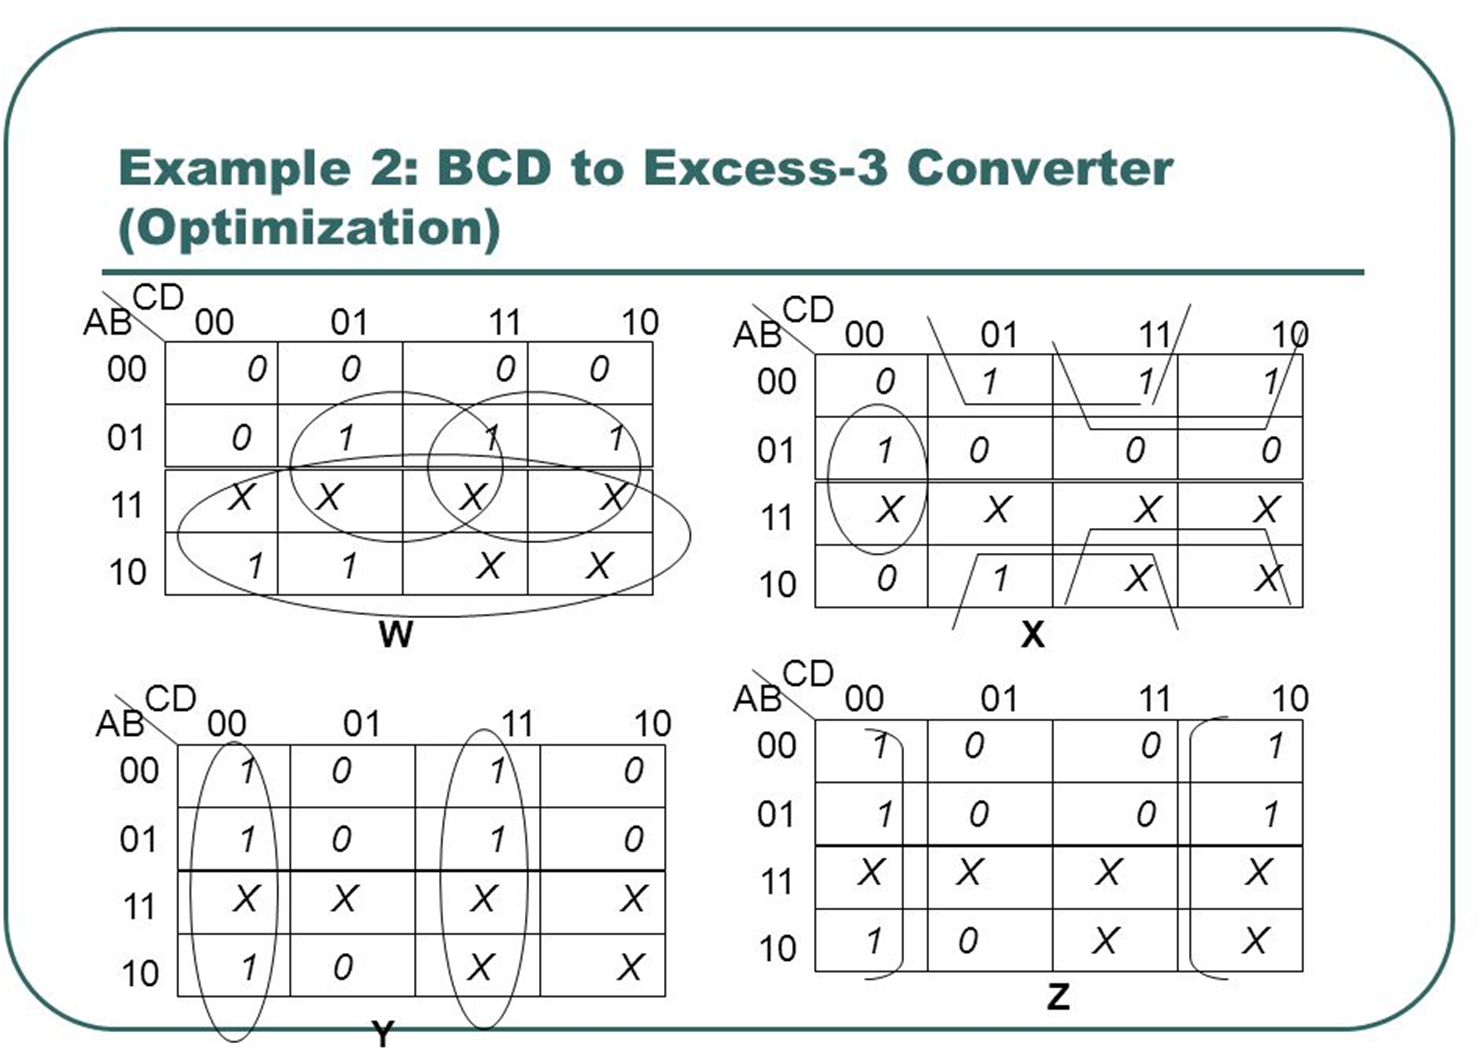 Example 2: BCD to Excess-3 Converter
(Optimization)
CD
AB 00 01 11 10
00 0 0 0 0
01 0 1 1 1
11 X X X X
10 1 1 X X
W
CD
AB 00 01 11 10
00 0 1 1 1
01 1 0 0 0
11 X X X X
10 0 1 X X
X
CD
AB 00 01 11 10
00 1 0 1 0
01 1 0 1 0
11 X X X X
10 1 0 X X
Y
CD
AB 00 01 11 10
00 1 0 0 1
01 1 0 0 1
11 X X X X
10 1 0 X X
Z